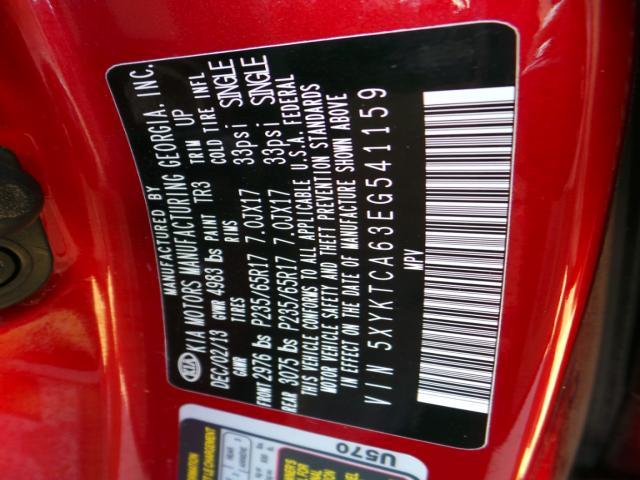 MANUFACTURED BY
KIA KIA MOTORS MANUFACTURING GEORGIA, INC.
DEC/02/13 PAINT TR3 TRIM UP
GVWR 4983 lbs
GAWR TIRES RIMS COLD TIRE INFL
FRONT 2976 lbs P235/65R17 7.0JX17 33psi SINGLE
REAR 3075 lbs P235/65R17 7.0JX17 33psi SINGLE
THIS VEHICLE CONFORMS TO ALL APPLICABLE U.S.A. FEDERAL
MOTOR VEHICLE SAFETY AND THEFT PREVENTION STANDARDS
IN EFFECT ON THE DATE OF MANUFACTURE SHOWN ABOVE
VIN 5XYKTCA63EG541159
MPV
U570